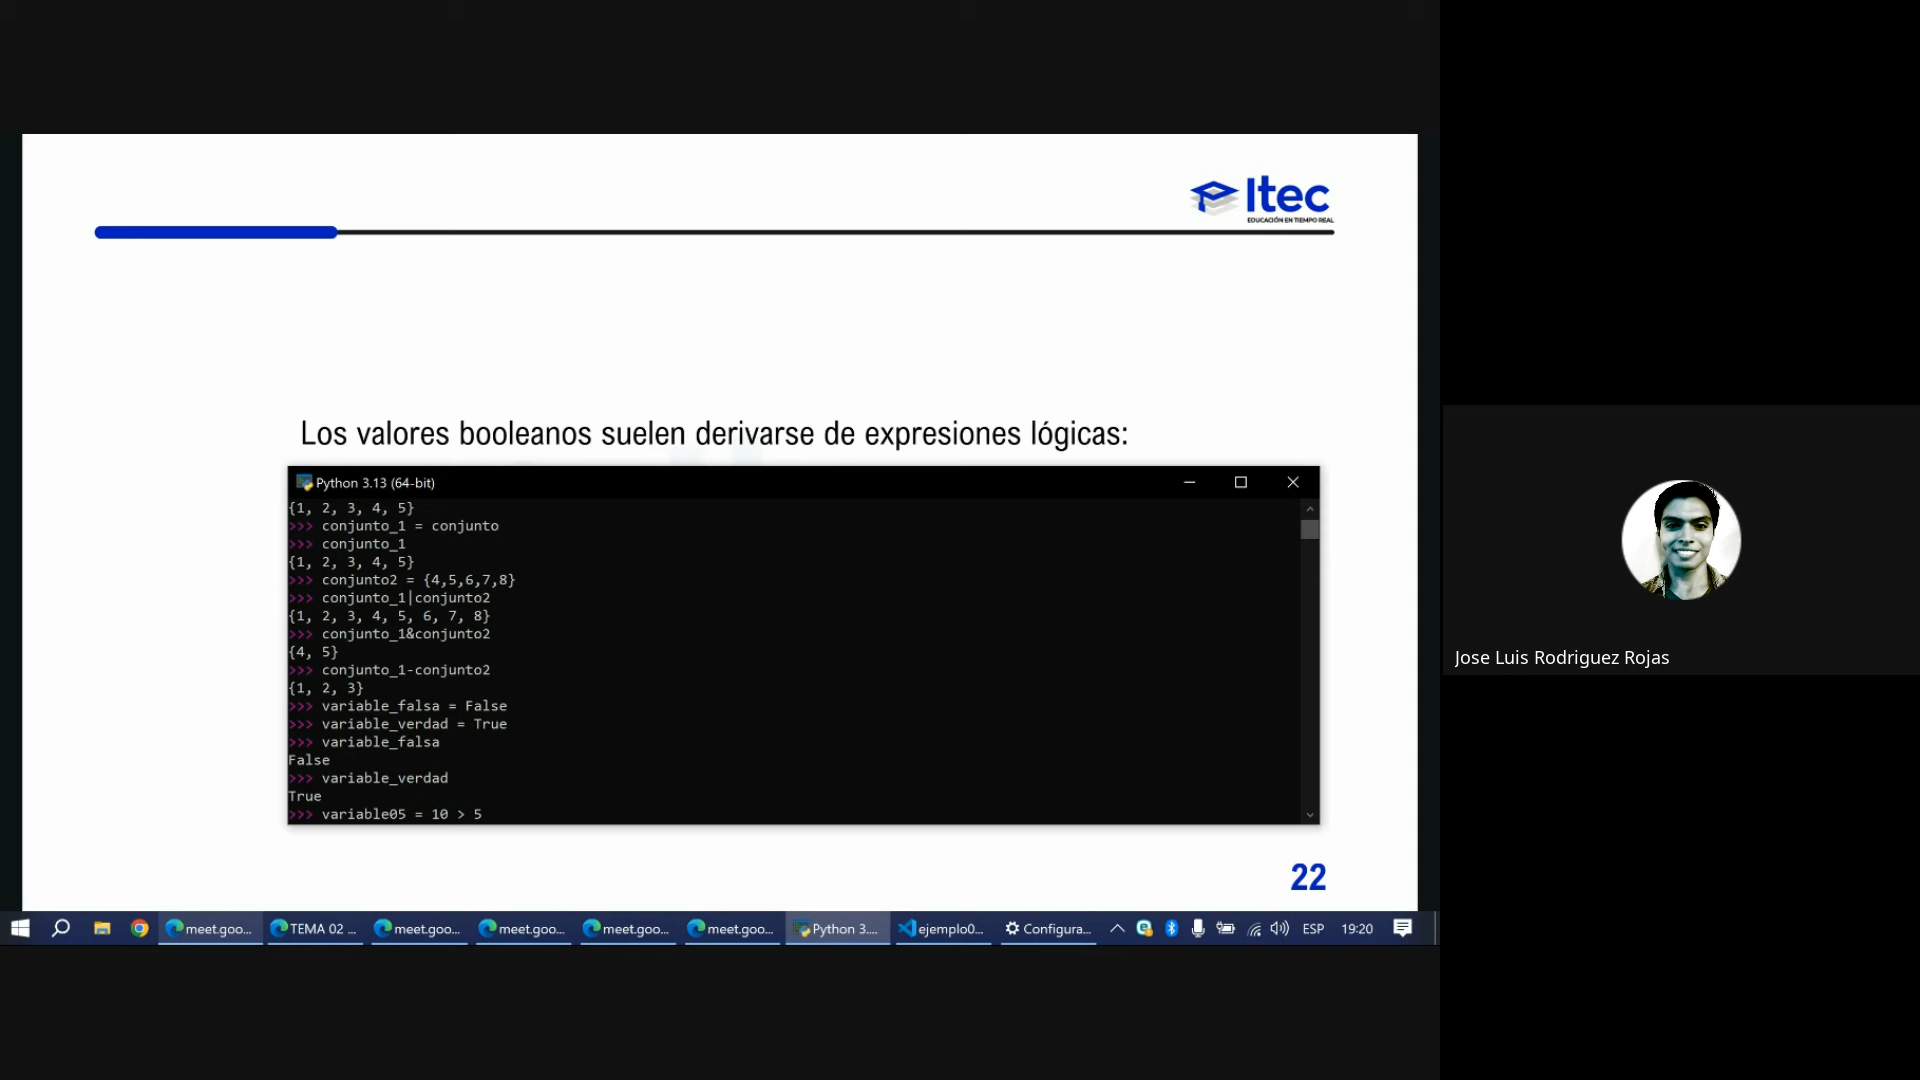 Itec
EDUCACIÓN EN TIEMPO REAL
Los valores booleanos suelen derivarse de expresiones lógicas:
Python 3.13 (64-bit)
{1, 2, 3, 4, 5}
>>> conjunto_1 = conjunto
>>> conjunto_1
{1, 2, 3, 4, 5}
>>> conjunto2 = {4,5,6,7,8}
>>> conjunto_1|conjunto2
{1, 2, 3, 4, 5, 6, 7, 8}
>>> conjunto_1&conjunto2
{4, 5}
>>> conjunto_1-conjunto2
{1, 2, 3}
>>> variable_falsa = False
>>> variable_verdad = True
>>> variable_falsa
False
>>> variable_verdad
True
>>> variable05 = 10 > 5
22
Jose Luis Rodriguez Rojas
meet.goo... TEMA 02 ... meet.goo... meet.goo... meet.goo... meet.goo... Python 3.... ejemplo0... Configura... ESP 19:20